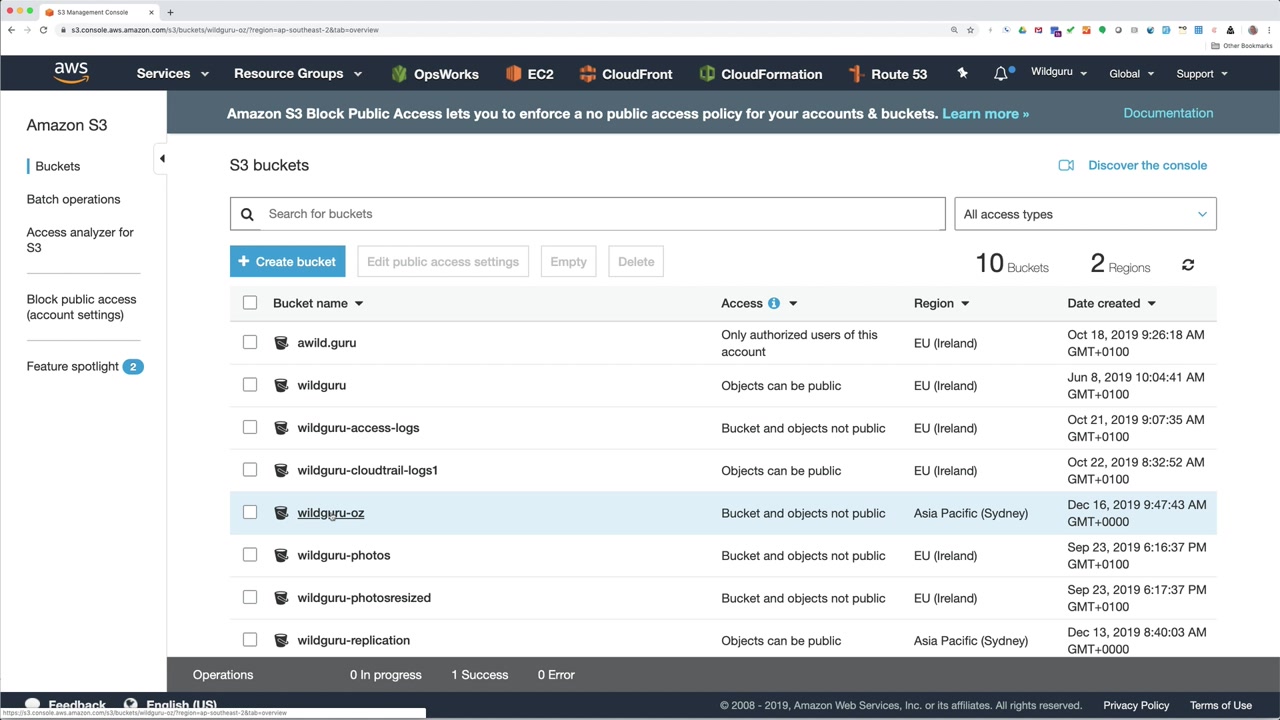 S3 Management Console
s3.console.aws.amazon.com/s3/buckets/wildguru-oz/?region=ap-southeast-2&tab=overview
Other Bookmarks
aws
Services
Resource Groups
OpsWorks
EC2
CloudFront
CloudFormation
Route 53
Wildguru
Global
Support
Amazon S3 Block Public Access lets you to enforce a no public access policy for your accounts & buckets. Learn more »
Documentation
Amazon S3
Buckets
Batch operations
Access analyzer for
S3
Block public access
(account settings)
Feature spotlight 2
S3 buckets
Discover the console
Search for buckets
All access types
+ Create bucket
Edit public access settings
Empty
Delete
10 Buckets
2 Regions
Bucket name
Access
Region
Date created
awild.guru
Only authorized users of this
account
EU (Ireland)
Oct 18, 2019 9:26:18 AM
GMT+0100
wildguru
Objects can be public
EU (Ireland)
Jun 8, 2019 10:04:41 AM
GMT+0100
wildguru-access-logs
Bucket and objects not public
EU (Ireland)
Oct 21, 2019 9:07:35 AM
GMT+0100
wildguru-cloudtrail-logs1
Objects can be public
EU (Ireland)
Oct 22, 2019 8:32:52 AM
GMT+0100
wildguru-oz
Bucket and objects not public
Asia Pacific (Sydney)
Dec 16, 2019 9:47:43 AM
GMT+0000
wildguru-photos
Bucket and objects not public
EU (Ireland)
Sep 23, 2019 6:16:37 PM
GMT+0100
wildguru-photosresized
Bucket and objects not public
EU (Ireland)
Sep 23, 2019 6:17:37 PM
GMT+0100
wildguru-replication
Objects can be public
Asia Pacific (Sydney)
Dec 13, 2019 8:40:03 AM
GMT+0000
Operations
0 In progress
1 Success
0 Error
Feedback
English (US)
© 2008 - 2019, Amazon Web Services, Inc. or its affiliates. All rights reserved.
Privacy Policy
Terms of Use
https://s3.console.aws.amazon.com/s3/buckets/wildguru-oz/?region=ap-southeast-2&tab=overview